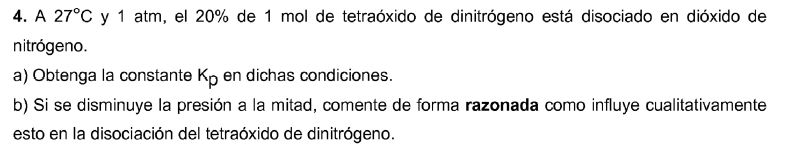 4. A 27°C y 1 atm, el 20% de 1 mol de tetraóxido de dinitrógeno está disociado en dióxido de
nitrógeno.
a) Obtenga la constante Kp en dichas condiciones.
b) Si se disminuye la presión a la mitad, comente de forma razonada como influye cualitativamente
esto en la disociación del tetraóxido de dinitrógeno.